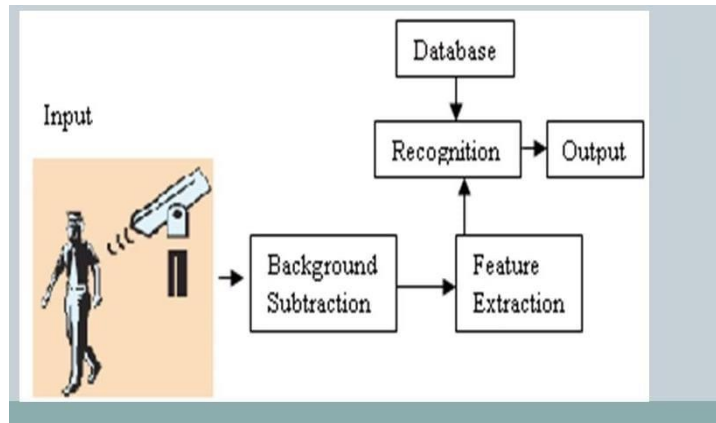 Database
Input
Recognition
Output
Background
Subtraction
Feature
Extraction